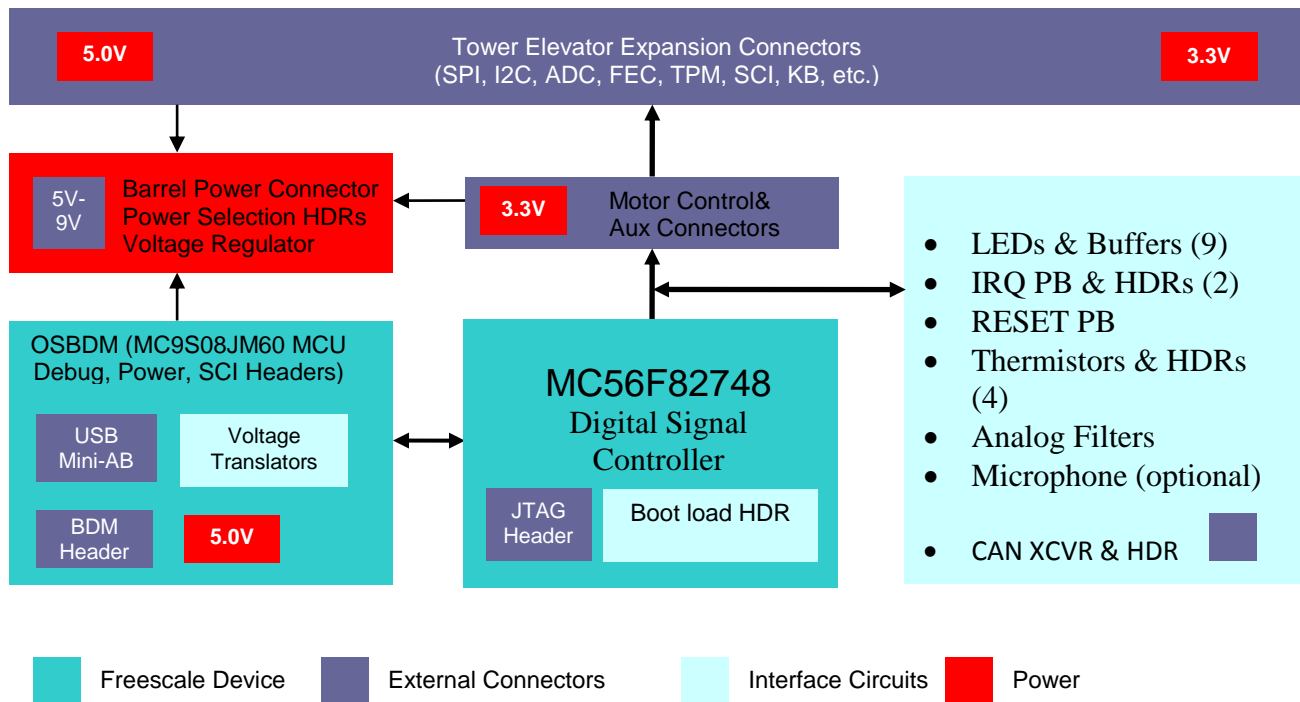 5.0V
Tower Elevator Expansion Connectors
(SPI, I2C, ADC, FEC, TPM, SCI, KB, etc.)
3.3V
5V-
9V
Barrel Power Connector
Power Selection HDRs
Voltage Regulator
3.3V
Motor Control&
Aux Connectors
OSBDM (MC9S08JM60 MCU
Debug, Power, SCI Headers)
USB
Mini-AB
Voltage
Translators
BDM
Header
5.0V
MC56F82748
Digital Signal
Controller
JTAG
Header
Boot load HDR
• LEDs & Buffers (9)
• IRQ PB & HDRs (2)
• RESET PB
• Thermistors & HDRs
(4)
• Analog Filters
• Microphone (optional)
• CAN XCVR & HDR
Freescale Device
External Connectors
Interface Circuits
Power